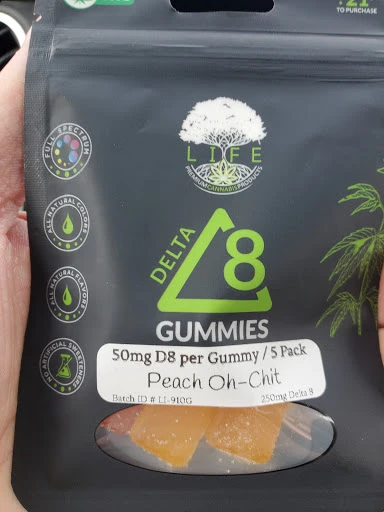 21
TO PURCHASE
FULL SPECTRUM
LIFE
PREMIUM CANNABIS PRODUCTS
ALL NATURAL COLORS
DELTA
8
ALL NATURAL FLAVORS
GUMMIES
NO ARTIFICIAL SWEETENERS
50mg D8 per Gummy / 5 Pack
Peach Oh-Chit
Batch ID # LI-910G 250mg Delta 8